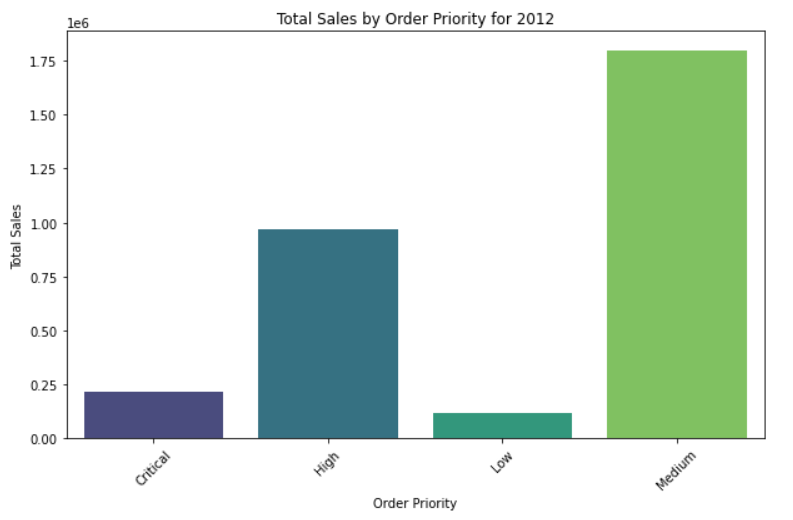 Total Sales by Order Priority for 2012
1e6
1.75
1.50
1.25
1.00
0.75
0.50
0.25
0.00
Total Sales
Critical
High
Low
Medium
Order Priority